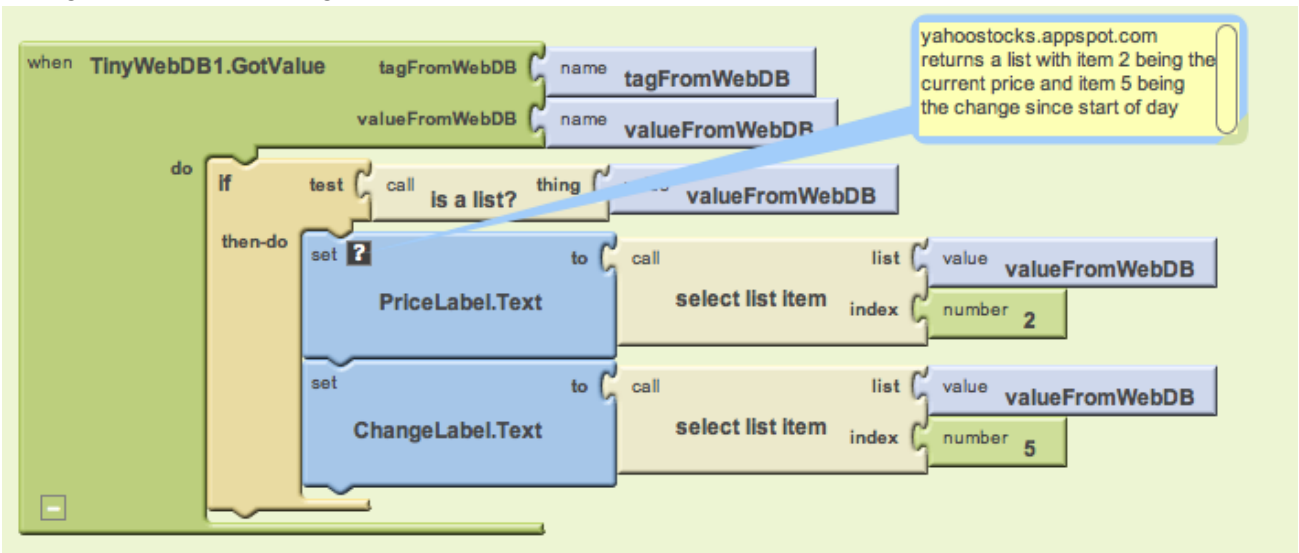 yahoostocks.appspot.com
returns a list with item 2 being the
current price and item 5 being
the change since start of day
when TinyWebDB1.GotValue tagFromWebDB name tagFromWebDB
valueFromWebDB name valueFromWebDB
do if test call is a list? thing valueFromWebDB
then-do set ? PriceLabel.Text to call select list item list value valueFromWebDB
index number 2
set ChangeLabel.Text to call select list item list value valueFromWebDB
index number 5